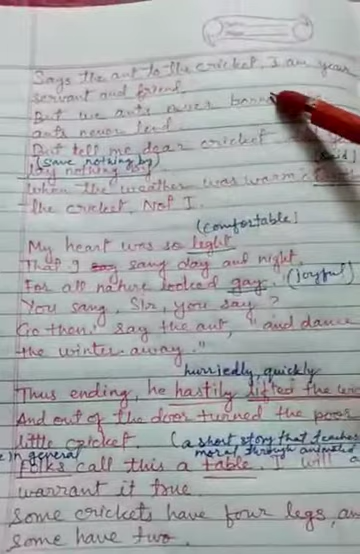 Says the ant to the cricket. I am your
servant and friend.
But we ants never borrow
ants never lend
But tell me dear cricket
(save nothing by)
Lay nothing by
When the weather was warm? (Said)
the cricket. Not I.
(comfortable)
My heart was so light
That I sang day and night.
For all nature looked gay. (joyful)
You sang, Sir, you say?
Go then, say the ant, "and dance
the winter away."
hurriedly, quickly
Thus ending, he hastily lifted the
And out of the door turned the poor
little cricket (a short story that teaches
in general moral through animals
Folks call this a table. I will
warrant it true.
Some crickets have four legs, an
some have two.